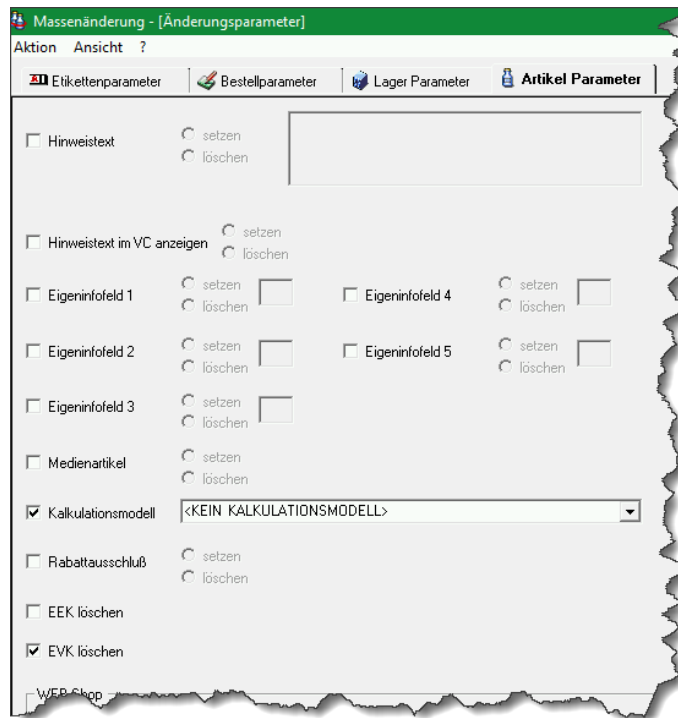 Massenänderung - [Änderungsparameter]
Aktion Ansicht ?
Etikettenparameter Bestellparameter Lager Parameter Artikel Parameter
Hinweistext setzen
löschen
Hinweistext im VC anzeigen setzen
löschen
Eigeninfofeld 1 setzen Eigeninfofeld 4 setzen
löschen löschen
Eigeninfofeld 2 setzen Eigeninfofeld 5 setzen
löschen löschen
Eigeninfofeld 3 setzen
löschen
Medienartikel setzen
löschen
Kalkulationsmodell <KEIN KALKULATIONSMODELL>
Rabattausschluß setzen
löschen
EEK löschen
EVK löschen
WEB Shop